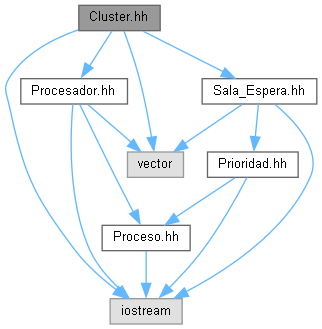 Cluster.hh
Procesador.hh
Sala_Espera.hh
vector
Prioridad.hh
Proceso.hh
iostream